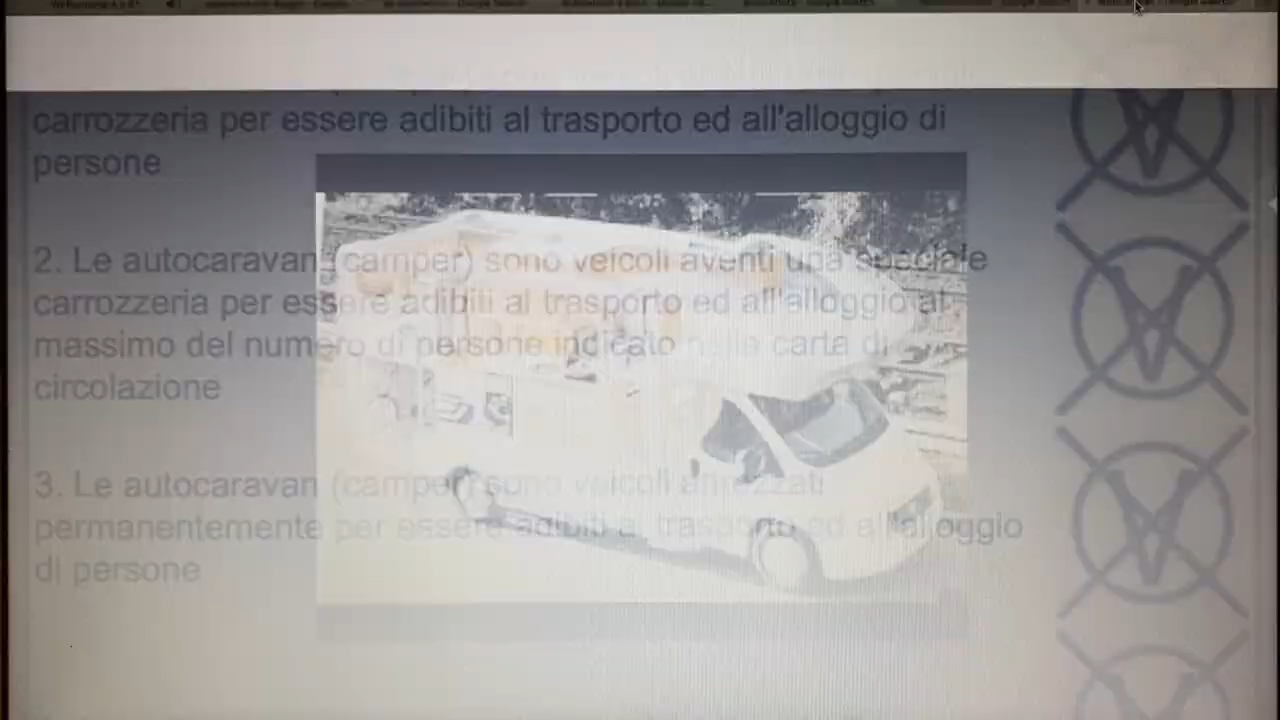 carrozzeria per essere adibiti al trasporto ed all'alloggio di
persone
2. Le autocaravan (camper) sono veicoli aventi una speciale
carrozzeria per essere adibiti al trasporto ed all'alloggio al
massimo del numero di persone indicato nella carta di
circolazione
3. Le autocaravan (camper) sono veicoli attrezzati
permanentemente per essere adibiti al trasporto ed all'alloggio
di persone
V
V
V